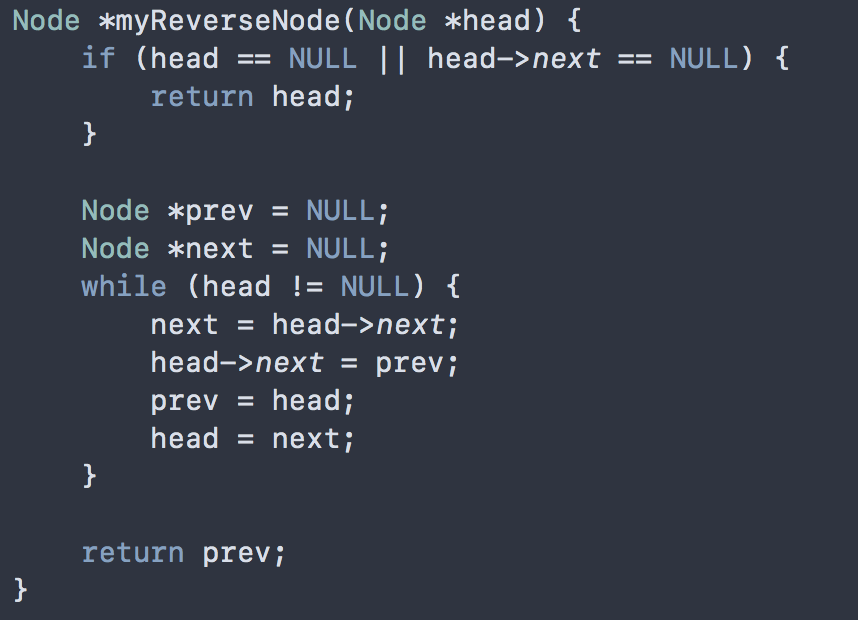 Node *myReverseNode(Node *head) {
    if (head == NULL || head->next == NULL) {
        return head;
    }

    Node *prev = NULL;
    Node *next = NULL;
    while (head != NULL) {
        next = head->next;
        head->next = prev;
        prev = head;
        head = next;
    }

    return prev;
}